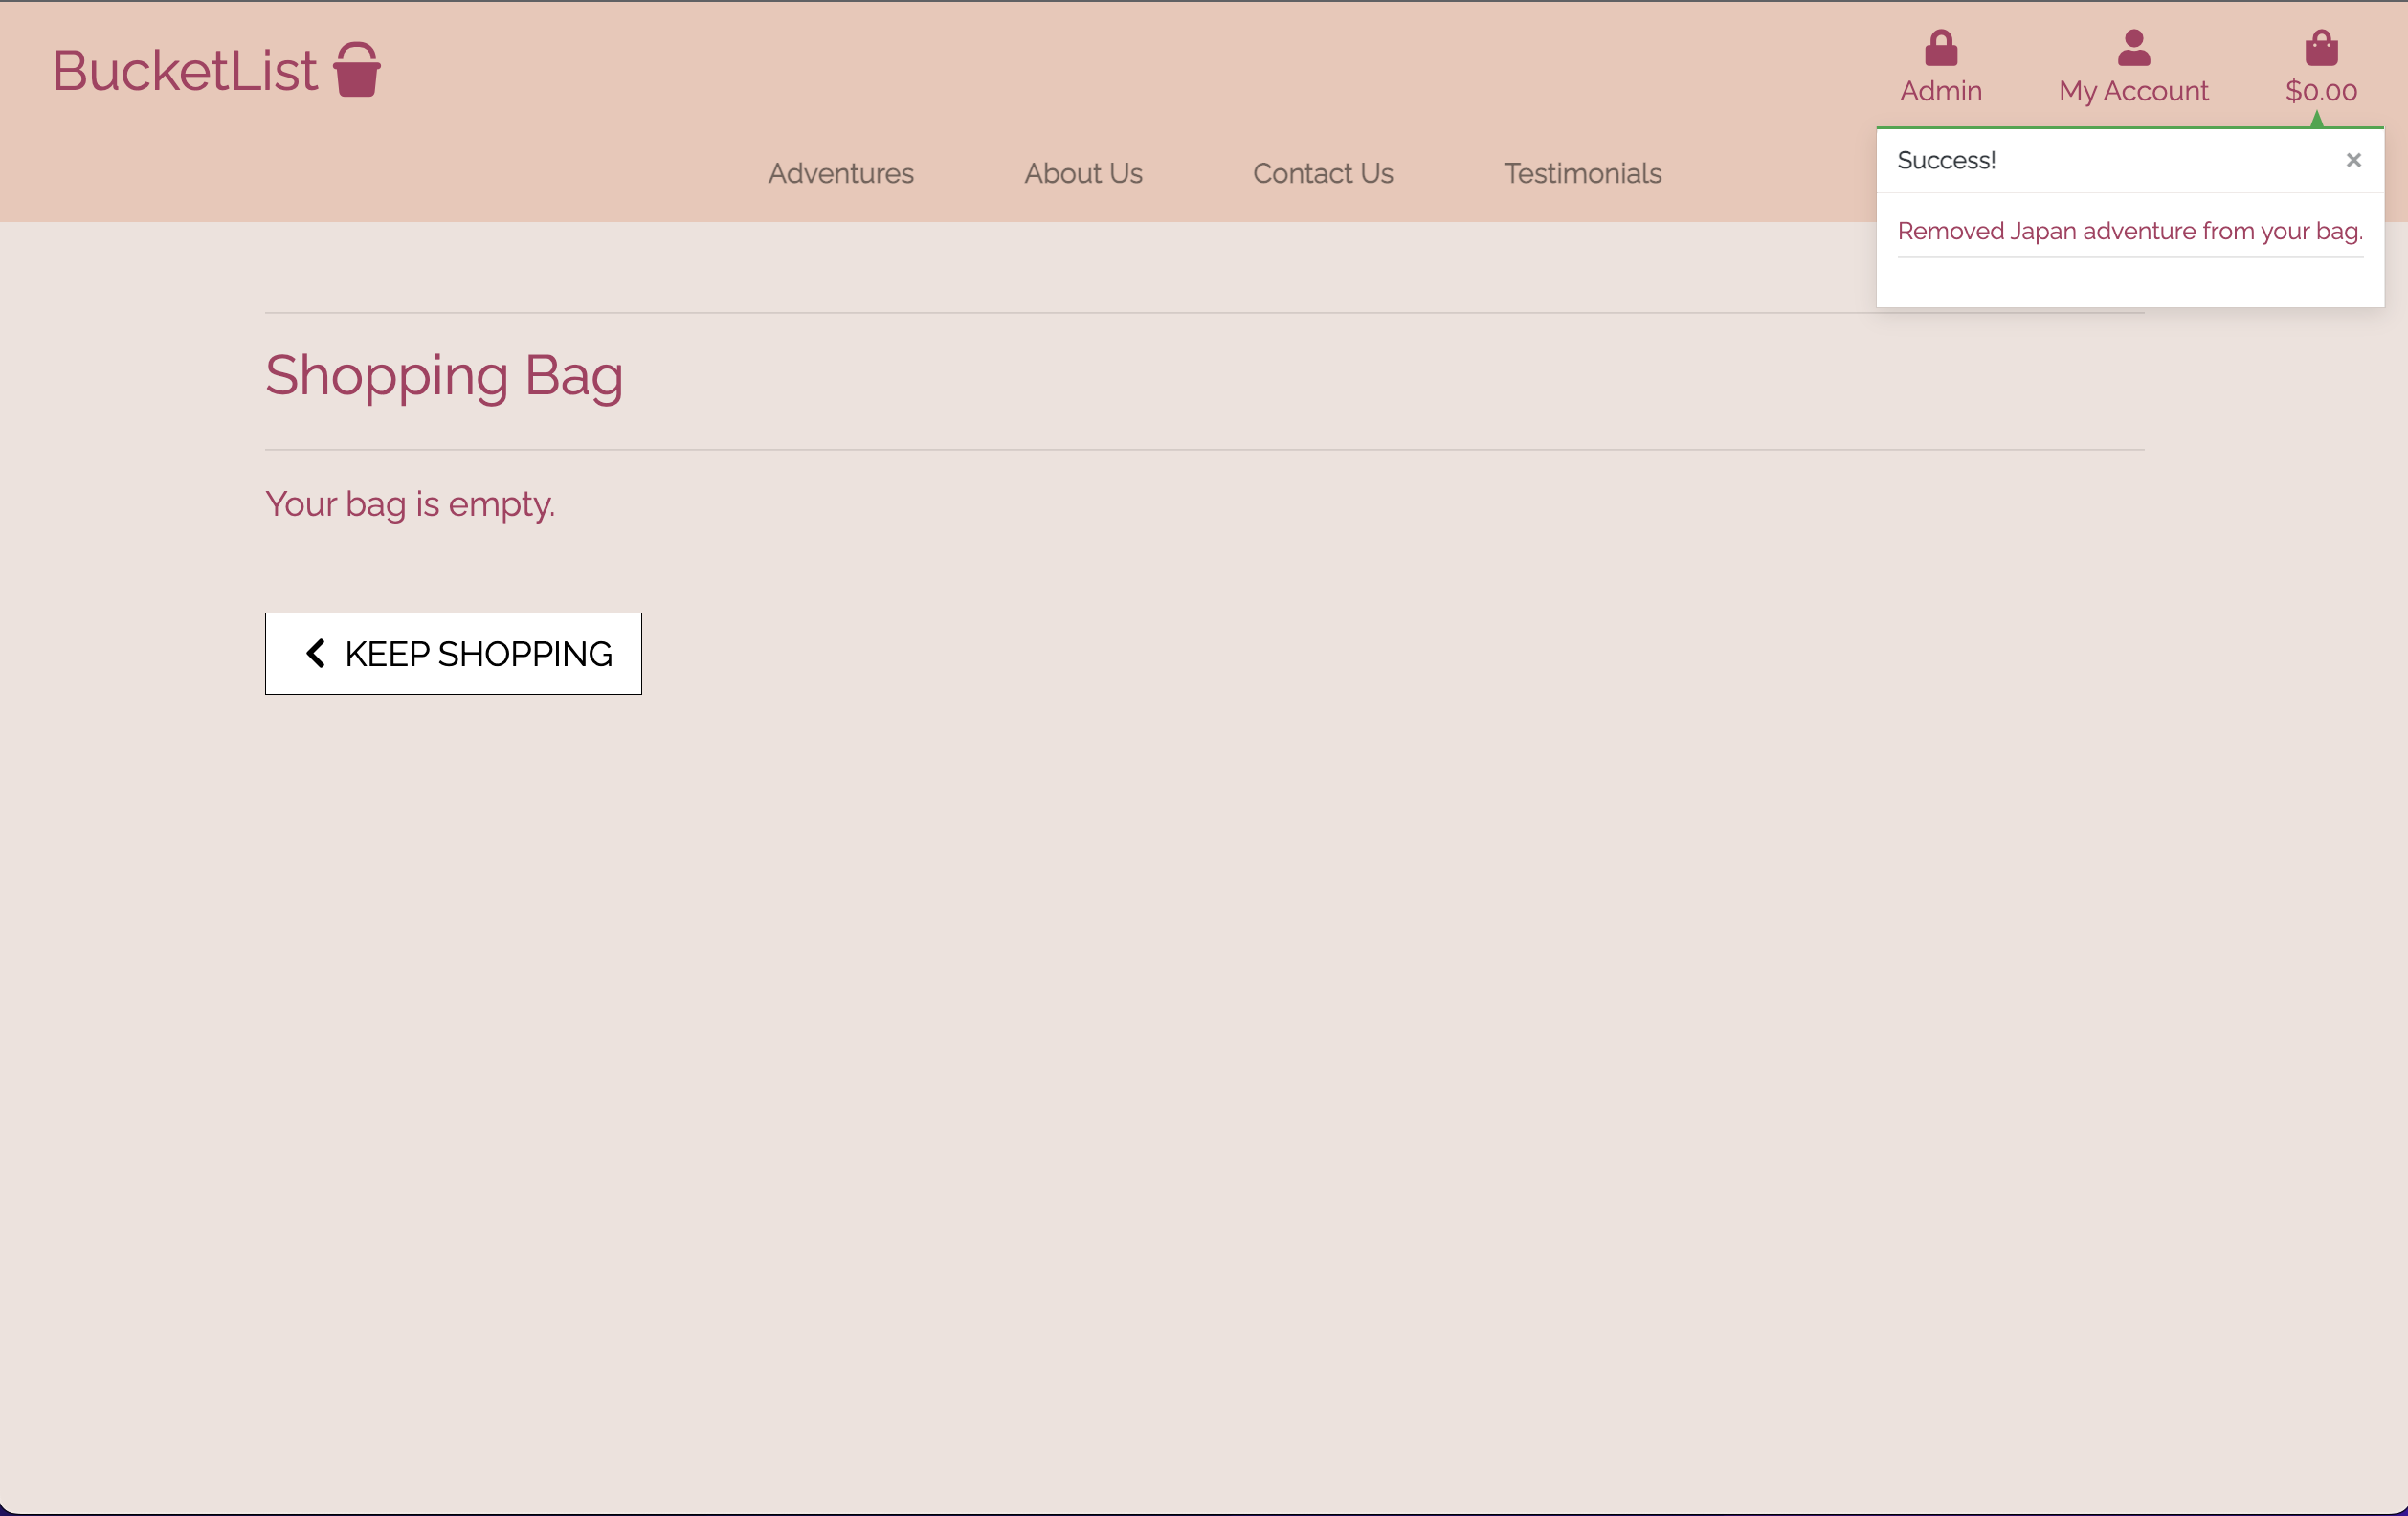 BucketList
Admin
My Account
$0.00
Adventures
About Us
Contact Us
Testimonials
Success!
×
Removed Japan adventure from your bag.
Shopping Bag
Your bag is empty.
KEEP SHOPPING